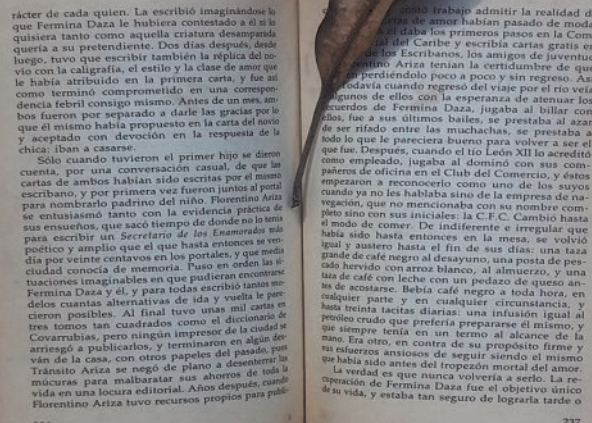 rácter de cada quien. La escribió imaginándose lo
que Fermina Daza le hubiera contestado a él si lo
quisiera tanto como aquella criatura desamparada
quería a su pretendiente. Dos días después, desde
luego, tuvo que escribir también la réplica del no-
vio con la caligrafía, el estilo y la clase de amor que
le había atribuido en la primera carta, y fue así
como terminó comprometido en una correspon-
dencia febril consigo mismo. Antes de un mes, am-
bos fueron por separado a darle las gracias por lo
que él mismo había propuesto en la carta del novio
y aceptado con devoción en la respuesta de la
chica: iban a casarse.
Sólo cuando tuvieron el primer hijo se dieron
cuenta, por una conversación casual, de que las
cartas de ambos habían sido escritas por el mismo
escribano, y por primera vez fueron juntos al portal
para nombrarlo padrino del niño. Florentino Ariza
se entusiasmó tanto con la evidencia práctica de
sus ensueños, que sacó tiempo de donde no lo tenía
para escribir un Secretario de los Enamorados más
poético y amplio que el que hasta entonces se ven-
día por veinte centavos en los portales, y que media
ciudad conocía de memoria. Puso en orden las si-
tuaciones imaginables en que pudieran encontrarse
Fermina Daza y él, y para todas escribió tantos mo-
delos cuantas alternativas de ida y vuelta le pare-
cieron posibles. Al final tuvo unas mil cartas en
tres tomos tan cuadrados como el diccionario de
Covarrubias, pero ningún impresor de la ciudad se
arriesgó a publicarlos, y terminaron en algún des-
ván de la casa, con otros papeles del pasado, pues
Tránsito Ariza se negó de plano a desenterrar las
múcuras para malbaratar sus ahorros de toda la
vida en una locura editorial. Años después, cuando
Florentino Ariza tuvo recursos propios para publi-
costó trabajo admitir la realidad d
de amor habían pasado de moda
él daba los primeros pasos en la Com
del Caribe y escribía cartas gratis en
los Escribanos, los amigos de juventud
Ariza tenían la certidumbre de que
perdiéndolo poco a poco y sin regreso. Así
Todavía cuando regresó del viaje por el río veía
algunos de ellos con la esperanza de atenuar los
recuerdos de Fermina Daza, jugaba al billar con
ellos, fue a sus últimos bailes, se prestaba al azar
de ser rifado entre las muchachas, se prestaba a
todo lo que le pareciera bueno para volver a ser el
que fue. Después, cuando el tío León XII lo acreditó
como empleado, jugaba al dominó con sus com-
pañeros de oficina en el Club del Comercio, y éstos
empezaron a reconocerlo como uno de los suyos
cuando ya no les hablaba sino de la empresa de na-
vegación, que no mencionaba con su nombre com-
pleto sino con sus iniciales: la C.F.C. Cambió hasta
el modo de comer. De indiferente e irregular que
había sido hasta entonces en la mesa, se volvió
igual y austero hasta el fin de sus días: una taza
grande de café negro al desayuno, una posta de pes-
cado hervido con arroz blanco, al almuerzo, y una
taza de café con leche con un pedazo de queso an-
tes de acostarse. Bebía café negro a toda hora, en
cualquier parte y en cualquier circunstancia, y
hasta treinta tacitas diarias: una infusión igual al
petróleo crudo que prefería prepararse él mismo, y
que siempre tenía en un termo al alcance de la
mano. Era otro, en contra de su propósito firme y
sus esfuerzos ansiosos de seguir siendo el mismo
que había sido antes del tropezón mortal del amor.
La verdad es que nunca volvería a serlo. La re-
cuperación de Fermina Daza fue el objetivo único
de su vida, y estaba tan seguro de lograrla tarde o
237